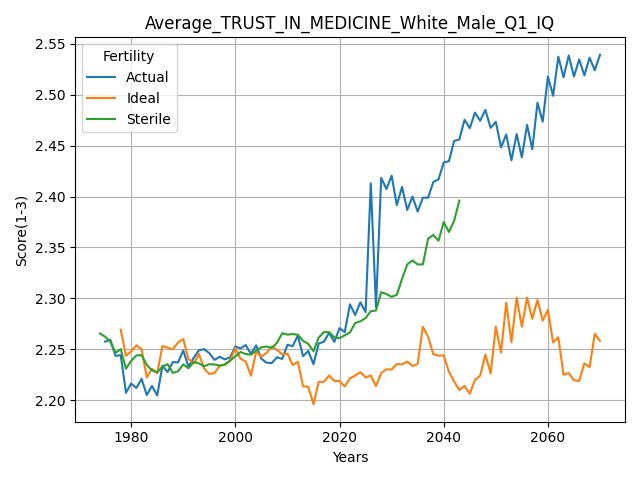 Average_TRUST_IN_MEDICINE_White_Male_Q1_IQ
Fertility
Actual
Ideal
Sterile
Score(1-3)
2.55
2.50
2.45
2.40
2.35
2.30
2.25
2.20
1980 2000 2020 2040 2060
Years